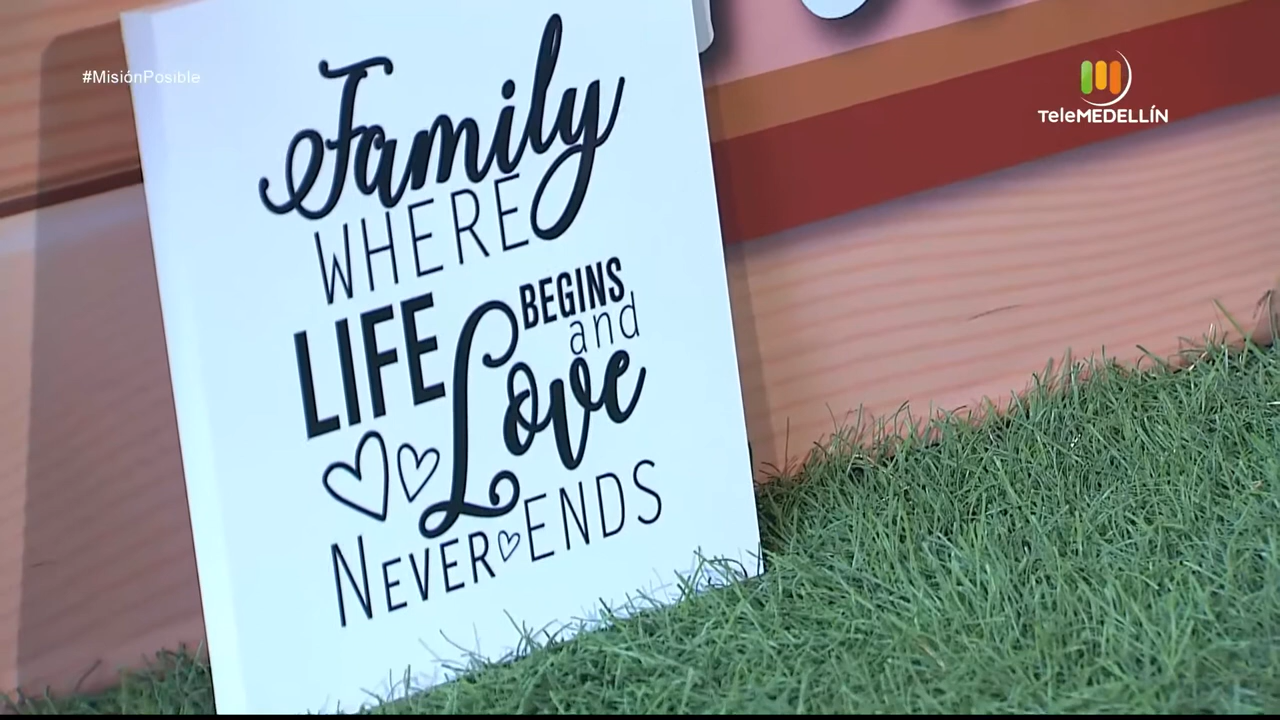 #MisiónPosible
TeleMEDELLÍN
Family
WHERE
LIFE BEGINS
and
Love
NEVER ENDS